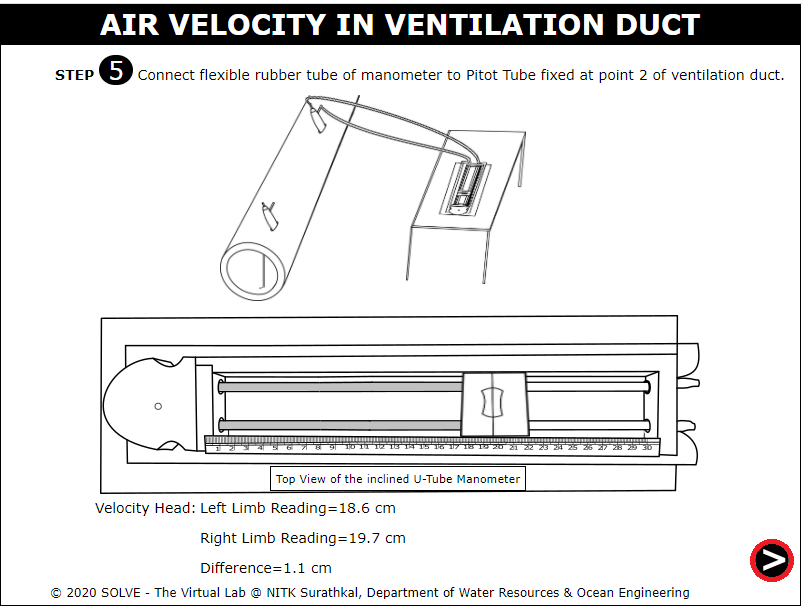 AIR VELOCITY IN VENTILATION DUCT
STEP 5 Connect flexible rubber tube of manometer to Pitot Tube fixed at point 2 of ventilation duct.
1 2 3 4 5 6 7 8 9 10 11 12 13 14 15 16 17 18 19 20 21 22 23 24 25 26 27 28 29 30
Top View of the inclined U-Tube Manometer
Velocity Head: Left Limb Reading=18.6 cm
Right Limb Reading=19.7 cm
Difference=1.1 cm
© 2020 SOLVE - The Virtual Lab @ NITK Surathkal, Department of Water Resources & Ocean Engineering